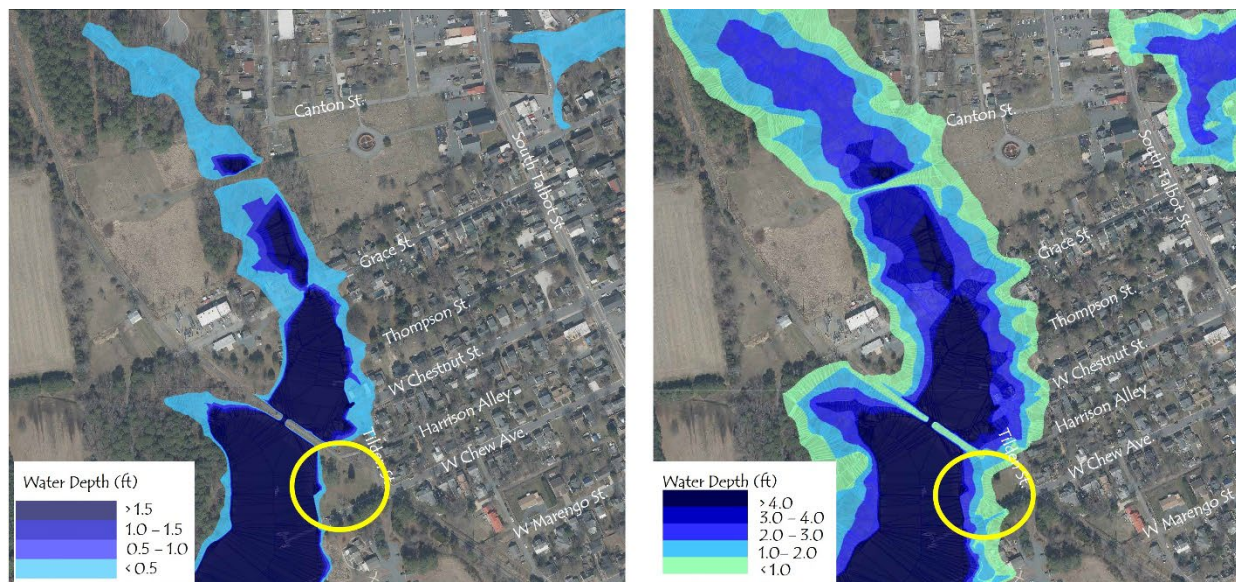 Canton St.
South Talbot St.
Grace St.
Thompson St.
W Chestnut St.
Harrison Alley
Tilden St.
W Chew Ave.
W Marengo St.
Water Depth (ft)
> 1.5
1.0 – 1.5
0.5 – 1.0
< 0.5
Canton St.
South Talbot St.
Grace St.
Thompson St.
W Chestnut St.
Harrison Alley
W Chew Ave.
W Marengo St.
Water Depth (ft)
> 4.0
3.0 – 4.0
2.0 – 3.0
1.0– 2.0
< 1.0